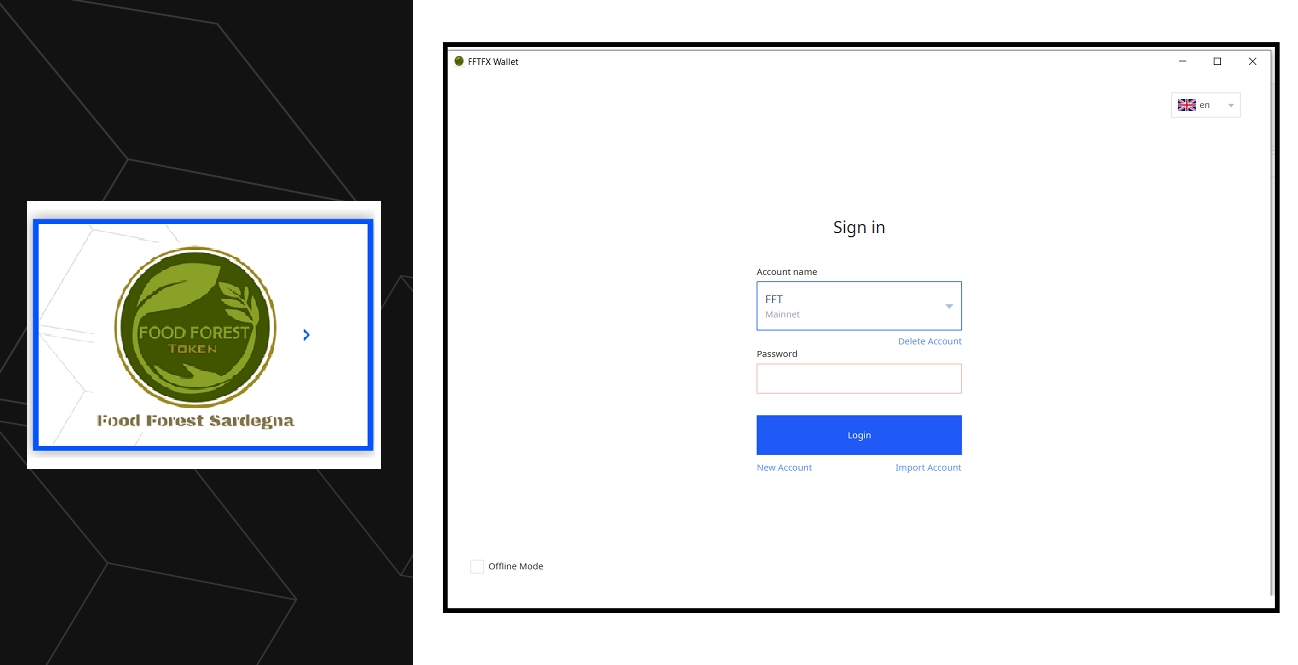 FOOD FOREST
TOKEN
Food Forest Sardegna
FFTFX Wallet
en
Sign in
Account name
FFT
Mainnet
Delete Account
Password
Login
New Account
Import Account
Offline Mode